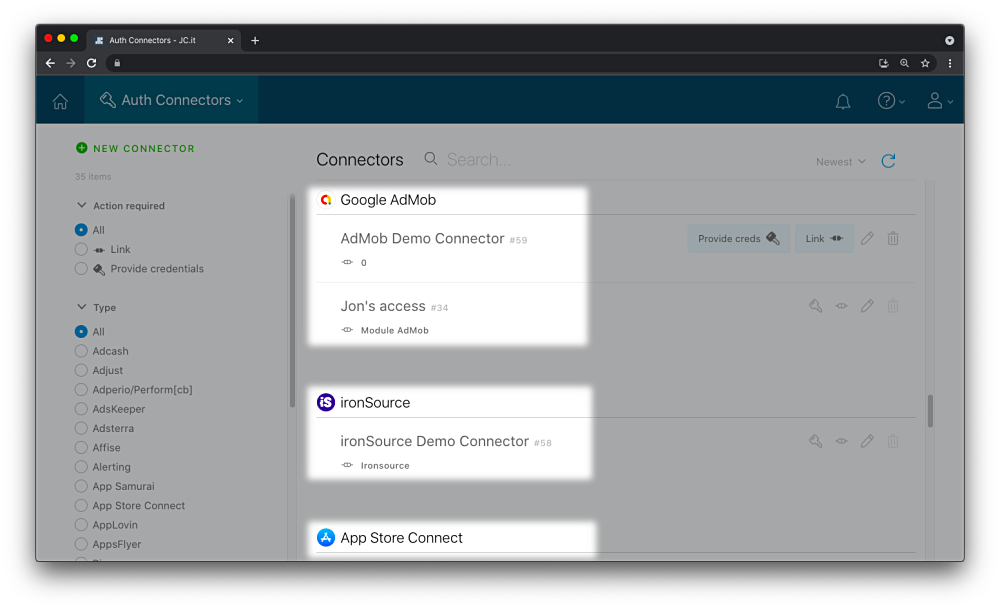 Auth Connectors - JC.it
Auth Connectors
NEW CONNECTOR
35 items
Action required
All
Link
Provide credentials
Type
All
Adcash
Adjust
Adperio/Perform[cb]
AdsKeeper
Adsterra
Affise
Alerting
App Samurai
App Store Connect
AppLovin
AppsFlyer
Connectors
Search...
Newest
Google AdMob
AdMob Demo Connector #59
Provide creds
Link
0
Jon's access #34
Module AdMob
iS ironSource
ironSource Demo Connector #58
Ironsource
App Store Connect